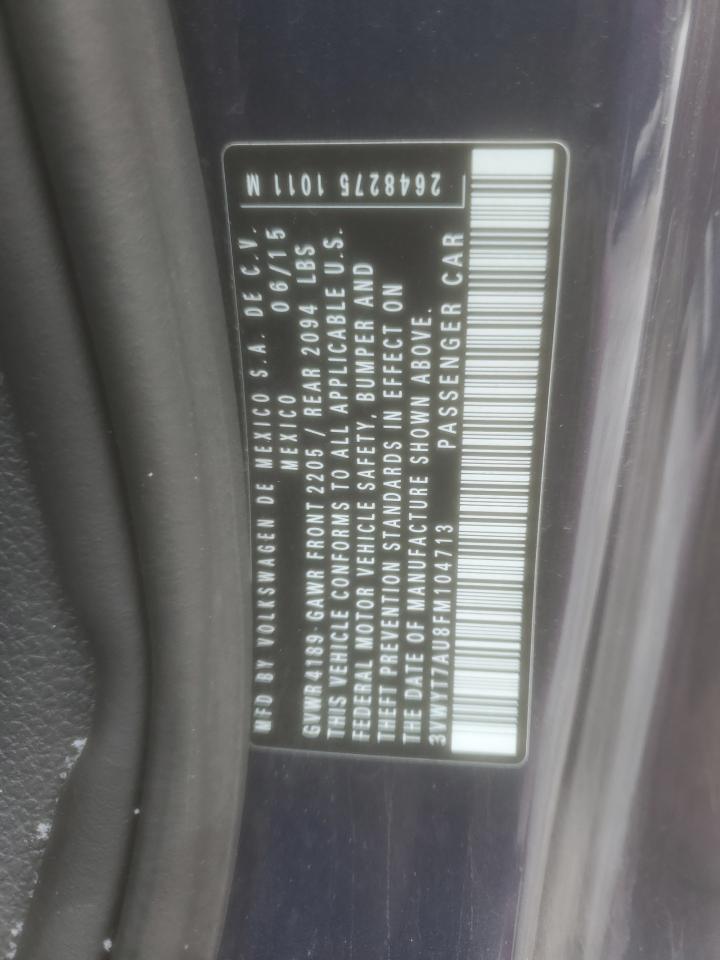 MFD BY VOLKSWAGEN DE MEXICO S.A. DE C.V.
MEXICO 06/15
GVWR 4189 GAWR FRONT 2205 / REAR 2094 LBS
THIS VEHICLE CONFORMS TO ALL APPLICABLE U.S.
FEDERAL MOTOR VEHICLE SAFETY, BUMPER AND
THEFT PREVENTION STANDARDS IN EFFECT ON
THE DATE OF MANUFACTURE SHOWN ABOVE.
3VWYT7AU8FM104713 PASSENGER CAR
2648275 1011 M